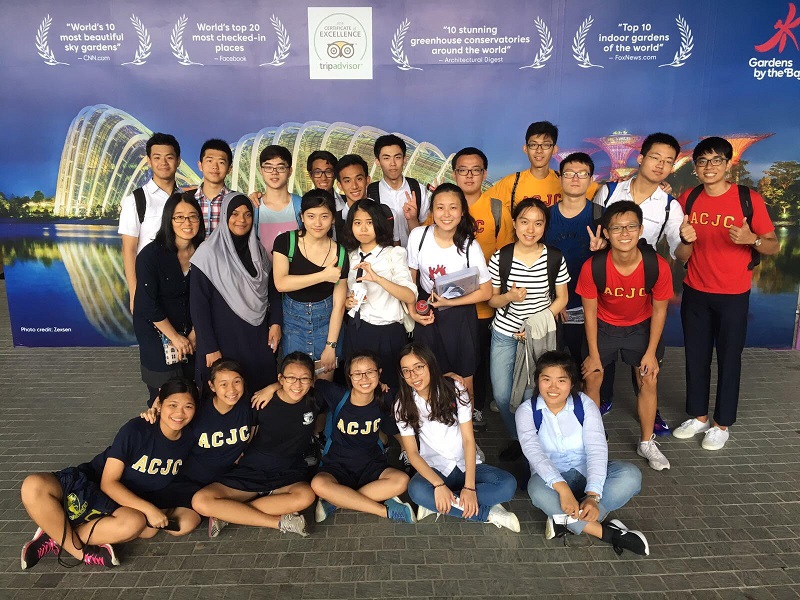 "World's 10
most beautiful
sky gardens"
— CNN.com
"World's top 20
most checked-in
places"
— Facebook
CERTIFICATE of
EXCELLENCE
tripadvisor
"10 stunning
greenhouse conservatories
around the world"
— Architectural Digest
"Top 10
indoor gardens
of the world"
— FoxNews.com
Gardens
by the Bay
ACJC
ACJC
ACJC
Photo credit: Zexsen
ACJC
ACJC
ACJC